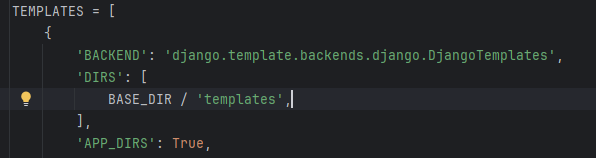 TEMPLATES = [
{
'BACKEND': 'django.template.backends.django.DjangoTemplates',
'DIRS': [
BASE_DIR / 'templates',
],
'APP_DIRS': True,